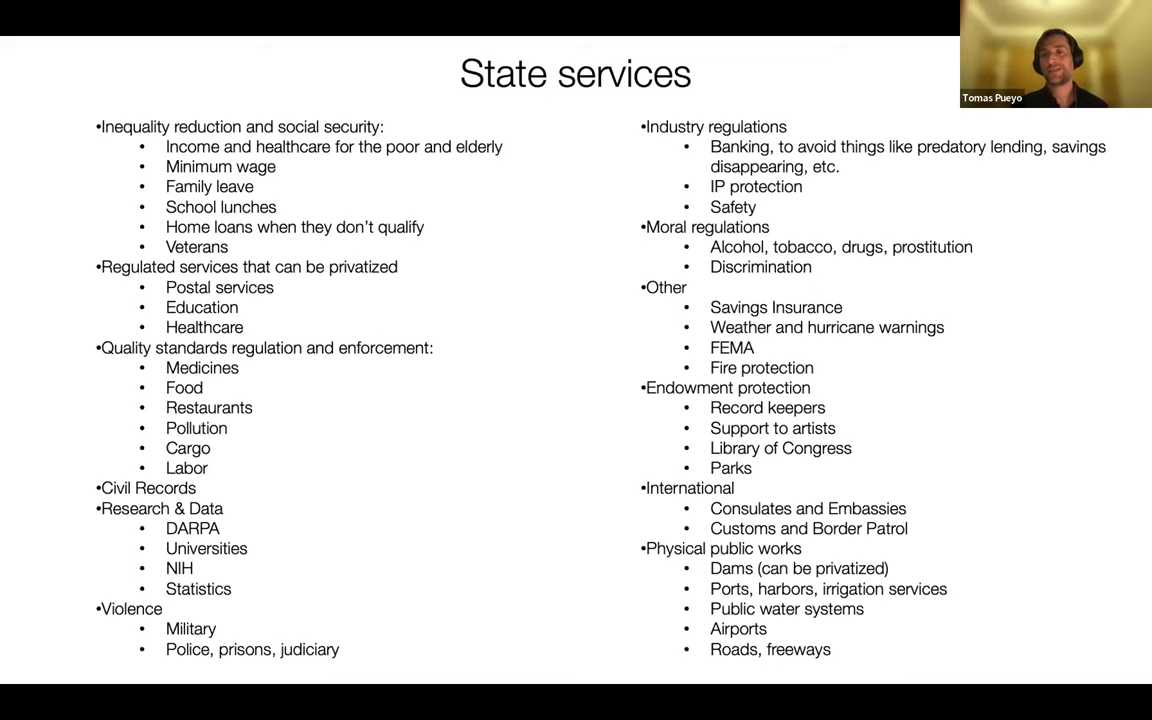 State services
Tomas Pueyo
•Inequality reduction and social security:
• Income and healthcare for the poor and elderly
• Minimum wage
• Family leave
• School lunches
• Home loans when they don’t qualify
• Veterans
•Regulated services that can be privatized
• Postal services
• Education
• Healthcare
•Quality standards regulation and enforcement:
• Medicines
• Food
• Restaurants
• Pollution
• Cargo
• Labor
•Civil Records
•Research & Data
• DARPA
• Universities
• NIH
• Statistics
•Violence
• Military
• Police, prisons, judiciary
•Industry regulations
• Banking, to avoid things like predatory lending, savings
disappearing, etc.
• IP protection
• Safety
•Moral regulations
• Alcohol, tobacco, drugs, prostitution
• Discrimination
•Other
• Savings Insurance
• Weather and hurricane warnings
• FEMA
• Fire protection
•Endowment protection
• Record keepers
• Support to artists
• Library of Congress
• Parks
•International
• Consulates and Embassies
• Customs and Border Patrol
•Physical public works
• Dams (can be privatized)
• Ports, harbors, irrigation services
• Public water systems
• Airports
• Roads, freeways